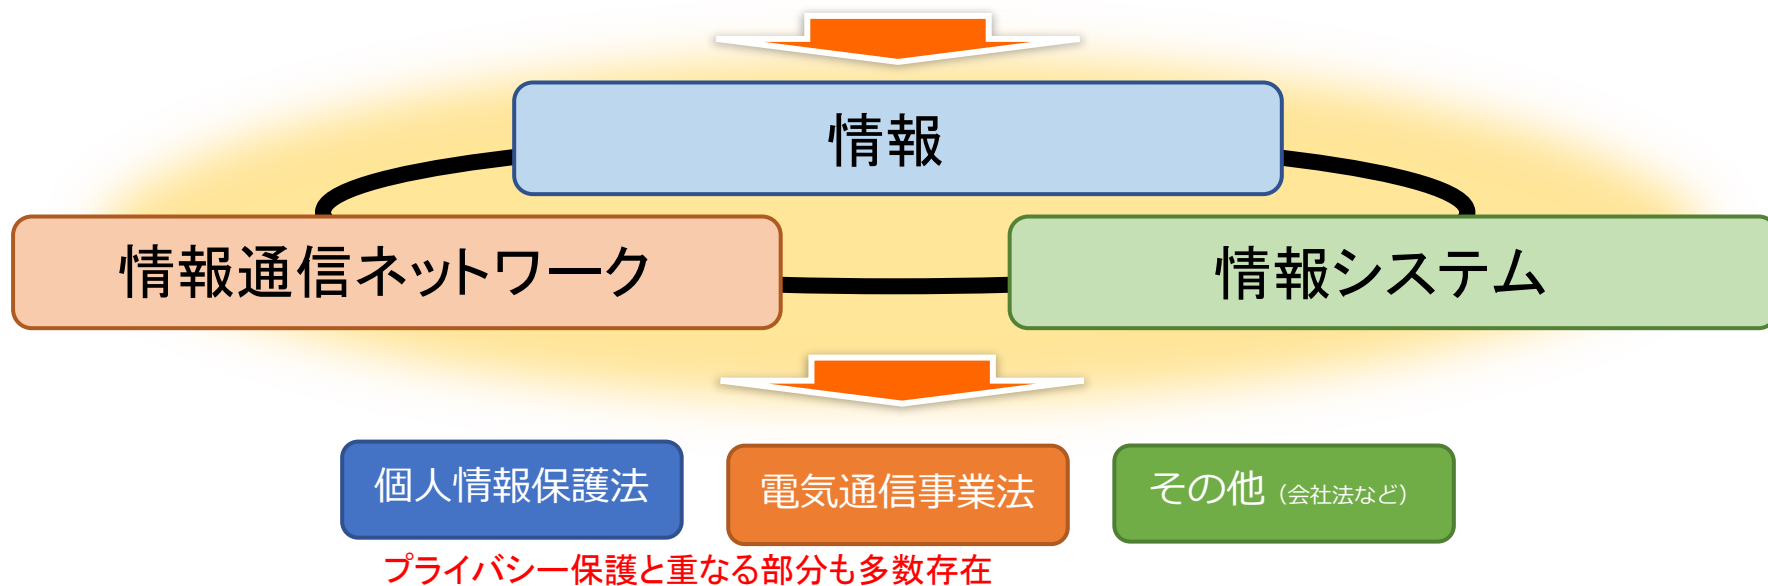 情報
情報通信ネットワーク
情報システム
個人情報保護法
電気通信事業法
その他（会社法など）
プライバシー保護と重なる部分も多数存在